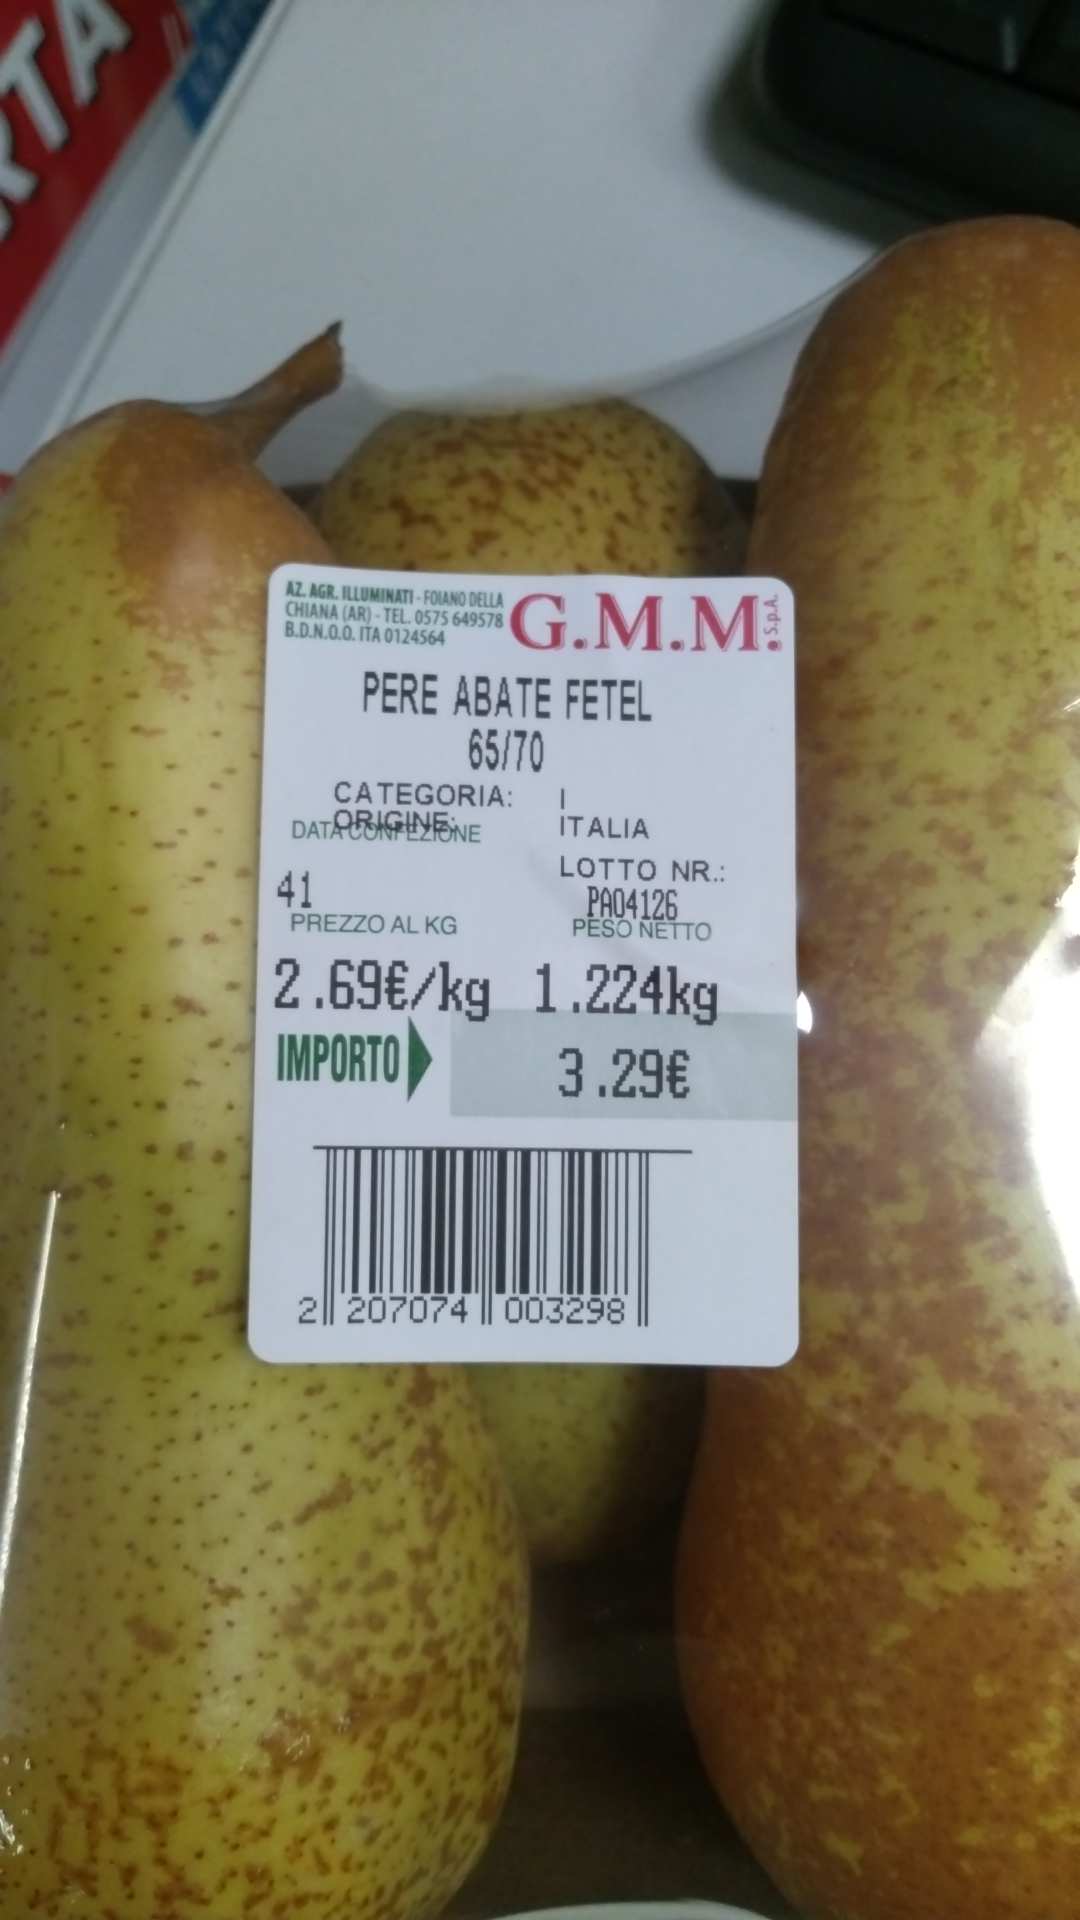 RTA
AZ. AGR. ILLUMINATI - FOIANO DELLA
CHIANA (AR) - TEL. 0575 649578
B.D.N.O.O. ITA 0124564
G.M.M. S.p.A.
PERE ABATE FETEL
65/70
CATEGORIA: I
ORIGINE: ITALIA
DATA CONFEZIONE
LOTTO NR.:
41 PA04126
PREZZO AL KG PESO NETTO
2.69€/kg 1.224kg
IMPORTO 3.29€
2 207074 003298